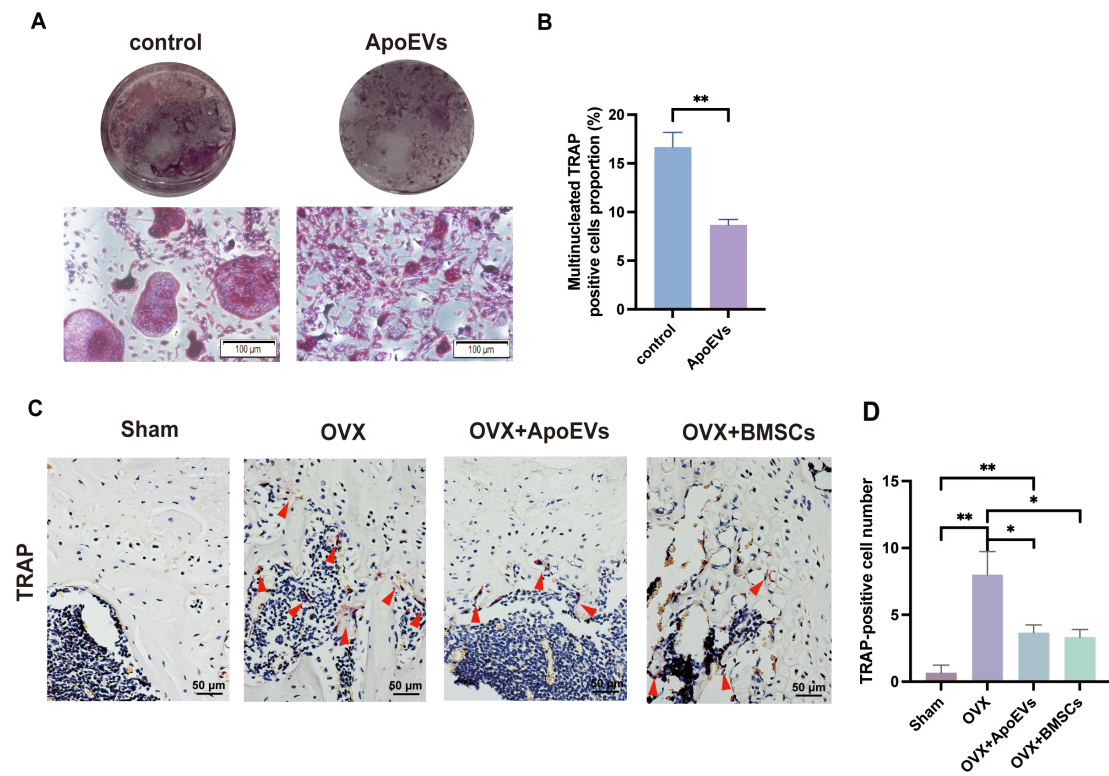 A
control
ApoEVs
100 μm
100 μm
B
**
Multinucleated TRAP
positive cells proportion (%)
20
15
10
5
0
control
ApoEVs
C
Sham
OVX
OVX+ApoEVs
OVX+BMSCs
TRAP
50 μm
50 μm
50 μm
50 μm
D
**
*
**
*
TRAP-positive cell number
15
10
5
0
Sham
OVX
OVX+ApoEVs
OVX+BMSCs